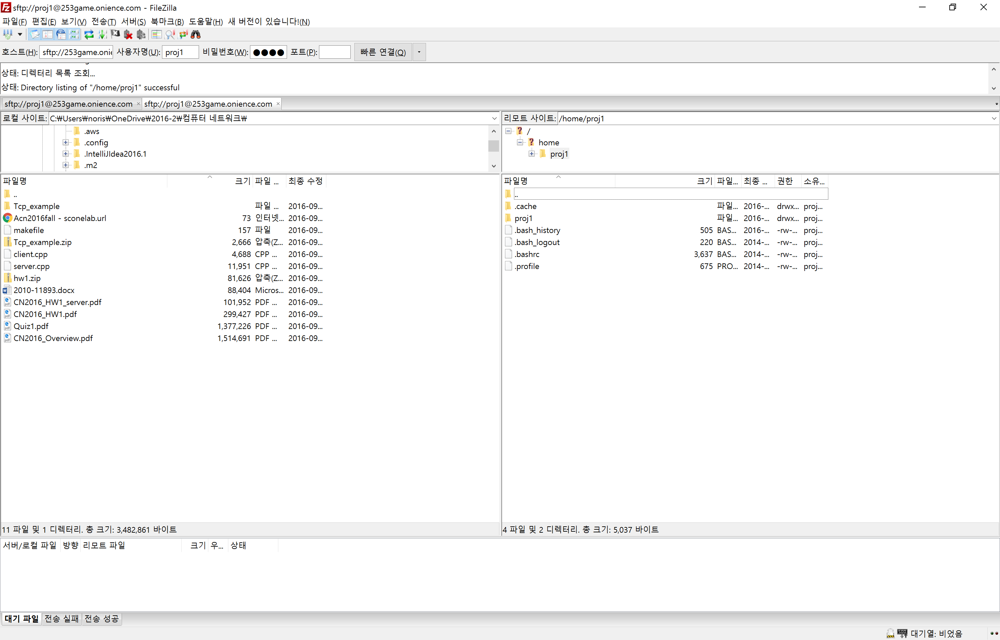 sftp://proj1@253game.onience.com - FileZilla
파일(F) 편집(E) 보기(V) 전송(T) 서버(S) 북마크(B) 도움말(H) 새 버전이 있습니다!(N)
호스트(H): sftp://253game.onie 사용자명(U): proj1 비밀번호(W): ●●●● 포트(P): 빠른 연결(Q)
상태: 디렉터리 목록 조회...
상태: Directory listing of "/home/proj1" successful
sftp://proj1@253game.onience.com × sftp://proj1@253game.onience.com ×
로컬 사이트: C:₩Users₩noris₩OneDrive₩2016-2₩컴퓨터 네트워크₩
.aws
.config
.IntelliJIdea2016.1
.m2
파일명 크기 파일 ... 최종 수정
..
Tcp_example 파일 ... 2016-09...
Acn2016fall - sconelab.url 73 인터넷... 2016-09...
makefile 157 파일 2016-09...
Tcp_example.zip 2,666 압축(Z... 2016-09...
client.cpp 4,688 CPP ... 2016-09...
server.cpp 11,951 CPP ... 2016-09...
hw1.zip 81,626 압축(Z... 2016-09...
2010-11893.docx 88,404 Micros... 2016-09...
CN2016_HW1_server.pdf 101,952 PDF ... 2016-09...
CN2016_HW1.pdf 299,427 PDF ... 2016-09...
Quiz1.pdf 1,377,226 PDF ... 2016-09...
CN2016_Overview.pdf 1,514,691 PDF ... 2016-09...
11 파일 및 1 디렉터리. 총 크기: 3,482,861 바이트
리모트 사이트: /home/proj1
/
home
proj1
파일명 크기 파일... 최종 ... 권한 소유...
..
.cache 파일... 2016-... drwx... proj...
proj1 파일... 2016-... drwx... proj...
.bash_history 505 BAS... 2016-... -rw-... proj...
.bash_logout 220 BAS... 2014-... -rw-... proj...
.bashrc 3,637 BAS... 2014-... -rw-... proj...
.profile 675 PRO... 2014-... -rw-... proj...
4 파일 및 2 디렉터리. 총 크기: 5,037 바이트
서버/로컬 파일 방향 리모트 파일 크기 우... 상태
대기 파일 전송 실패 전송 성공
대기열: 비었음